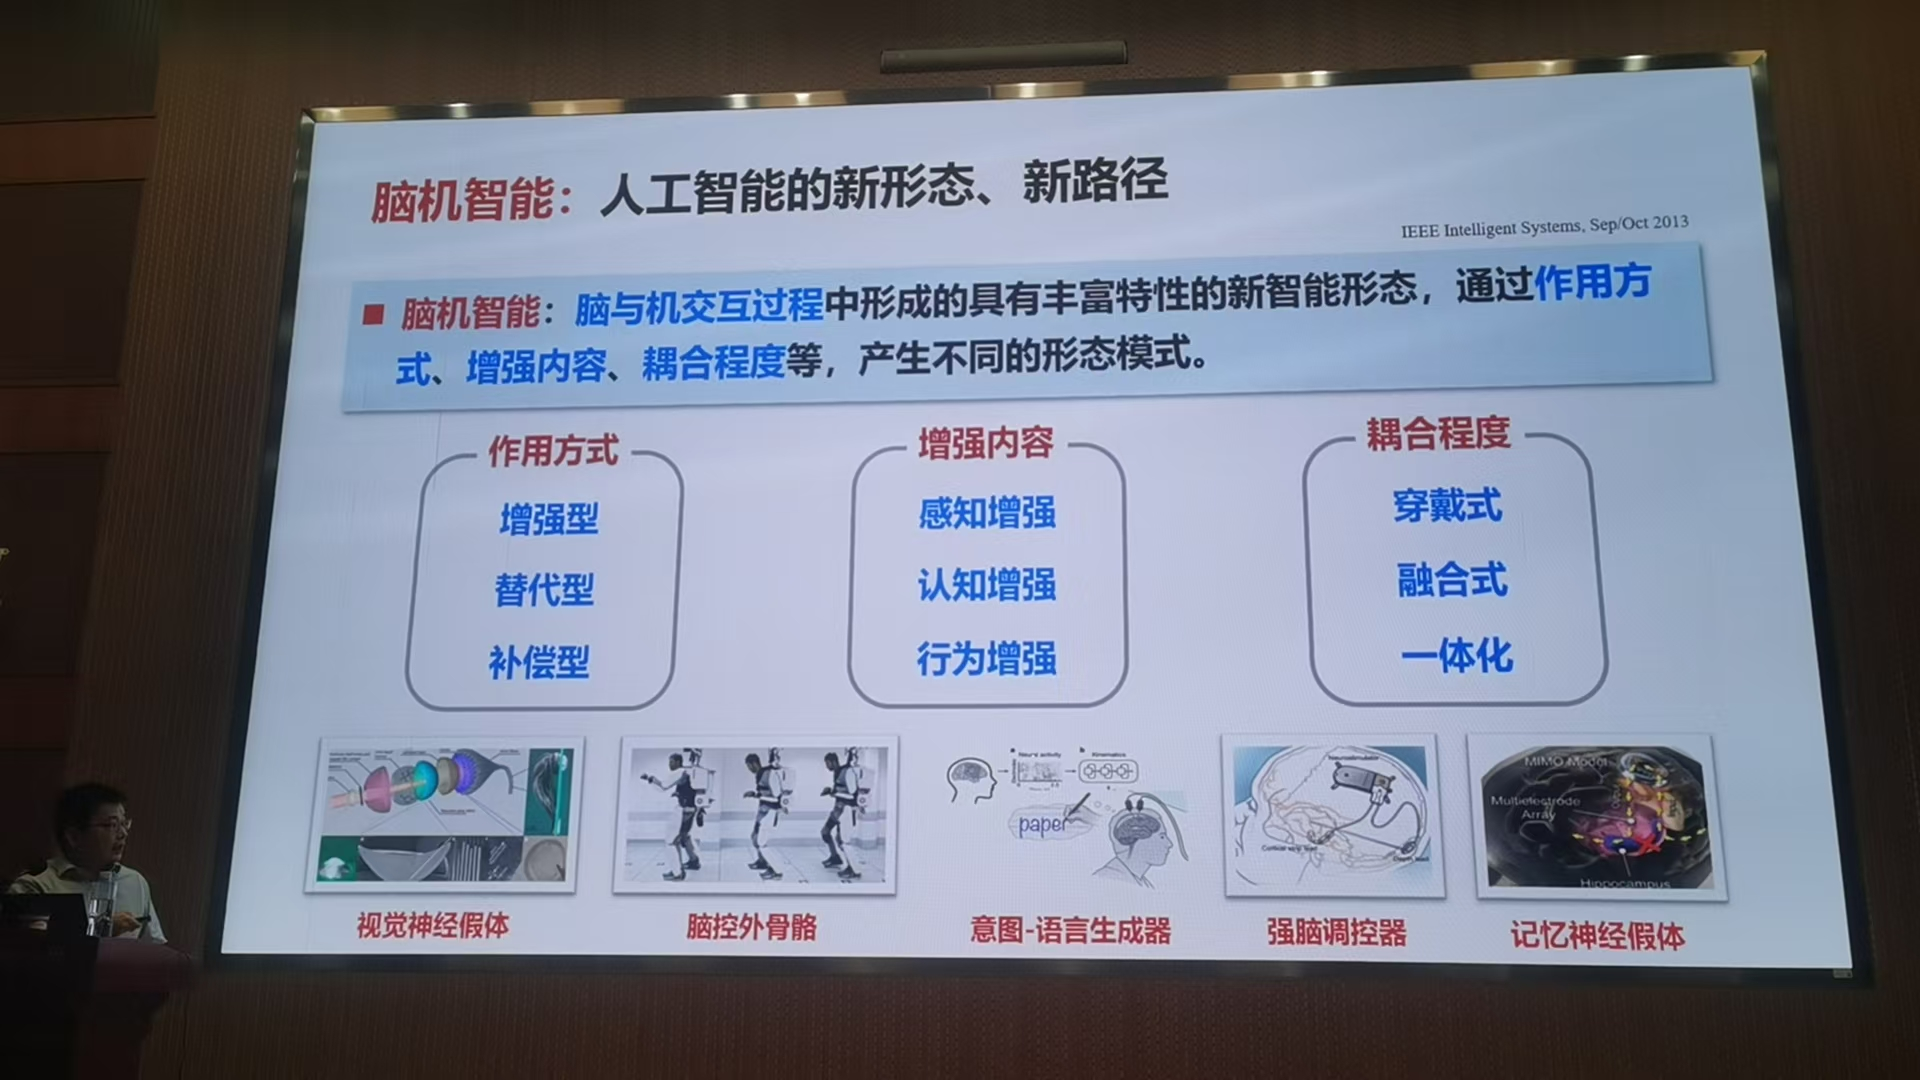 脑机智能：人工智能的新形态、新路径
IEEE Intelligent Systems, Sep/Oct 2013
■ 脑机智能：脑与机交互过程中形成的具有丰富特性的新智能形态，通过作用方
式、增强内容、耦合程度等，产生不同的形态模式。
作用方式
增强型
替代型
补偿型
增强内容
感知增强
认知增强
行为增强
耦合程度
穿戴式
融合式
一体化
Neural activity
Kinematics
paper
Neurostimulator
MIMO Model
Multielectrode
Array
Hippocampus
视觉神经假体
脑控外骨骼
意图-语言生成器
强脑调控器
记忆神经假体